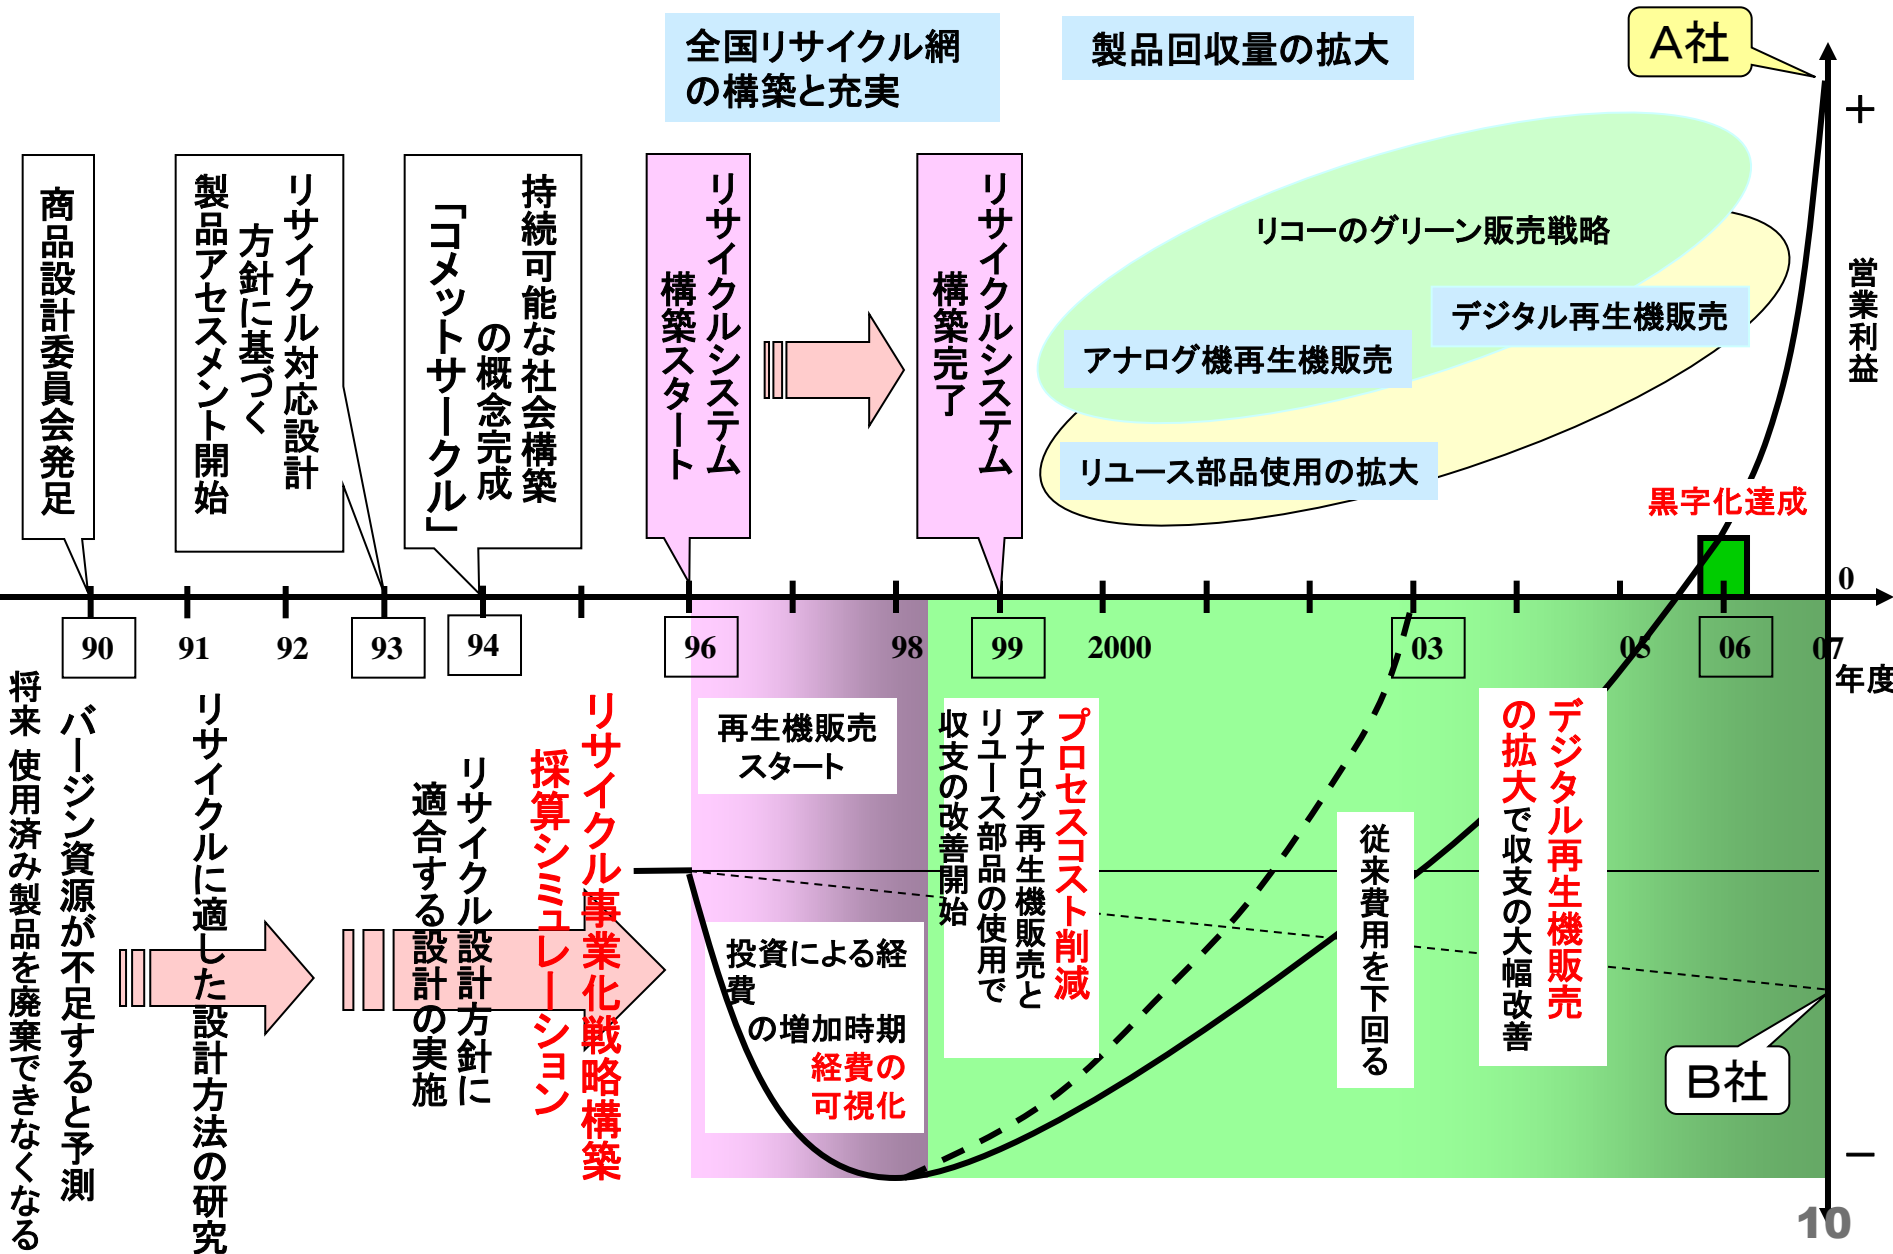 全国リサイクル網
の構築と充実
製品回収量の拡大
A社
+
商品設計委員会発足
リサイクル対応設計
方針に基づく
製品アセスメント開始
持続可能な社会構築
の概念完成
「コメットサークル」
リサイクルシステム
構築スタート
リサイクルシステム
構築完了
リコーのグリーン販売戦略
デジタル再生機販売
アナログ機再生機販売
リユース部品使用の拡大
営業利益
黒字化達成
0
90
91
92
93
94
96
98
99
2000
03
05
06
07
年度
将来 使用済み製品を廃棄できなくなる
バージン資源が不足すると予測
リサイクルに適した設計方法の研究
リサイクル設計方針に
適合する設計の実施
リサイクル事業化戦略構築
採算シミュレーション
再生機販売
スタート
投資による経
費
の増加時期
経費の
可視化
プロセスコスト削減
アナログ再生機販売と
リユース部品の使用で
収支の改善開始
従来費用を下回る
デジタル再生機販売
の拡大で収支の大幅改善
B社
−
10